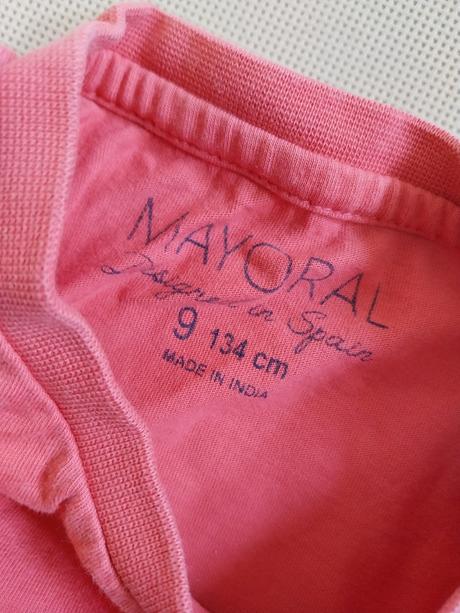 MAYORAL
Designed in Spain
9 134 cm
MADE IN INDIA